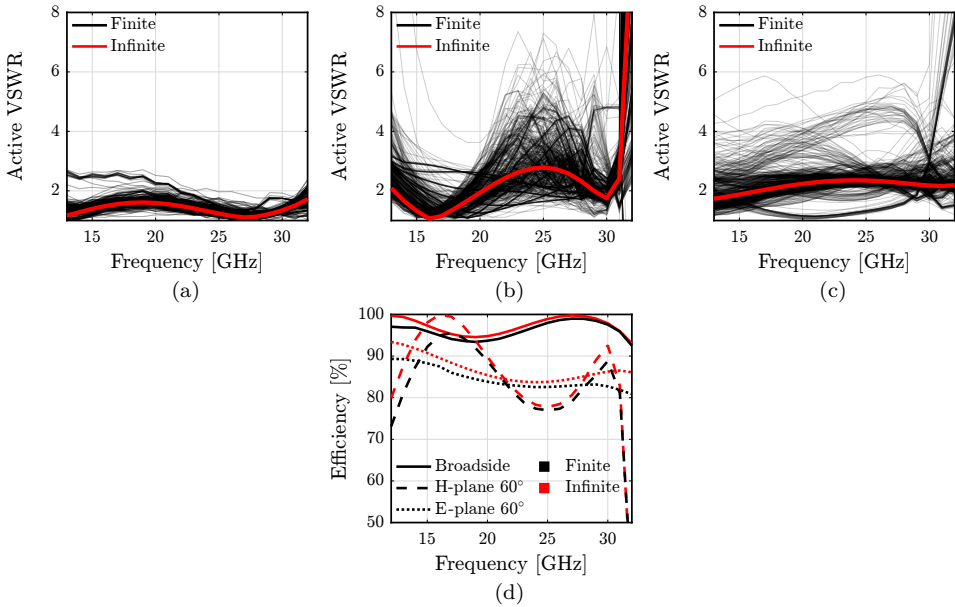 8
6
4
2
Active VSWR
Finite
Infinite
15 20 25 30
Frequency [GHz]
(a)
8
6
4
2
Active VSWR
Finite
Infinite
15 20 25 30
Frequency [GHz]
(b)
8
6
4
2
Active VSWR
Finite
Infinite
15 20 25 30
Frequency [GHz]
(c)
100
90
80
70
60
50
Efficiency [%]
Broadside Finite
H-plane 60° Infinite
E-plane 60°
15 20 25 30
Frequency [GHz]
(d)